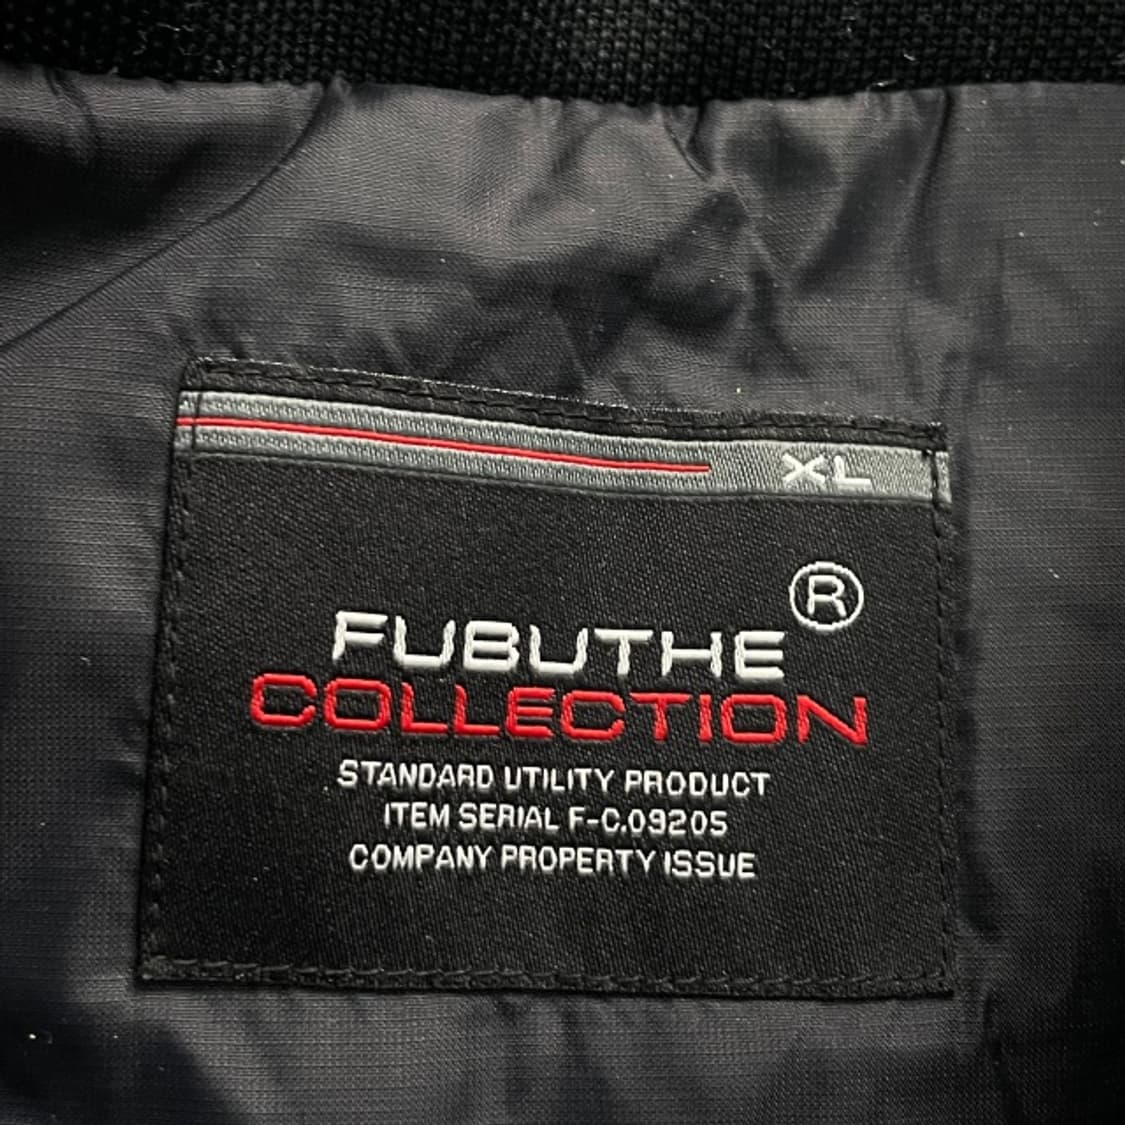 XL
®
FUBUTHE
COLLECTION
STANDARD UTILITY PRODUCT
ITEM SERIAL F-C.09205
COMPANY PROPERTY ISSUE